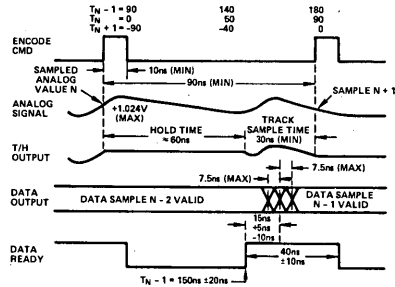 TN – 1 = 90 140 180
TN = 0 50 90
TN + 1 = -90 -40 0
ENCODE
CMD
SAMPLED
ANALOG
VALUE N
10ns (MIN)
90ns (MIN)
SAMPLE N + 1
ANALOG
SIGNAL
+1.024V
(MAX)
HOLD TIME
≈ 60ns
TRACK
SAMPLE TIME
30ns (MIN)
T/H
OUTPUT
7.5ns (MAX)
7.5ns (MAX)
DATA
OUTPUT
DATA SAMPLE N – 2 VALID
DATA SAMPLE
N – 1 VALID
15ns
+5ns
-10ns
DATA
READY
40ns
±10ns
TN – 1 = 150ns ±20ns